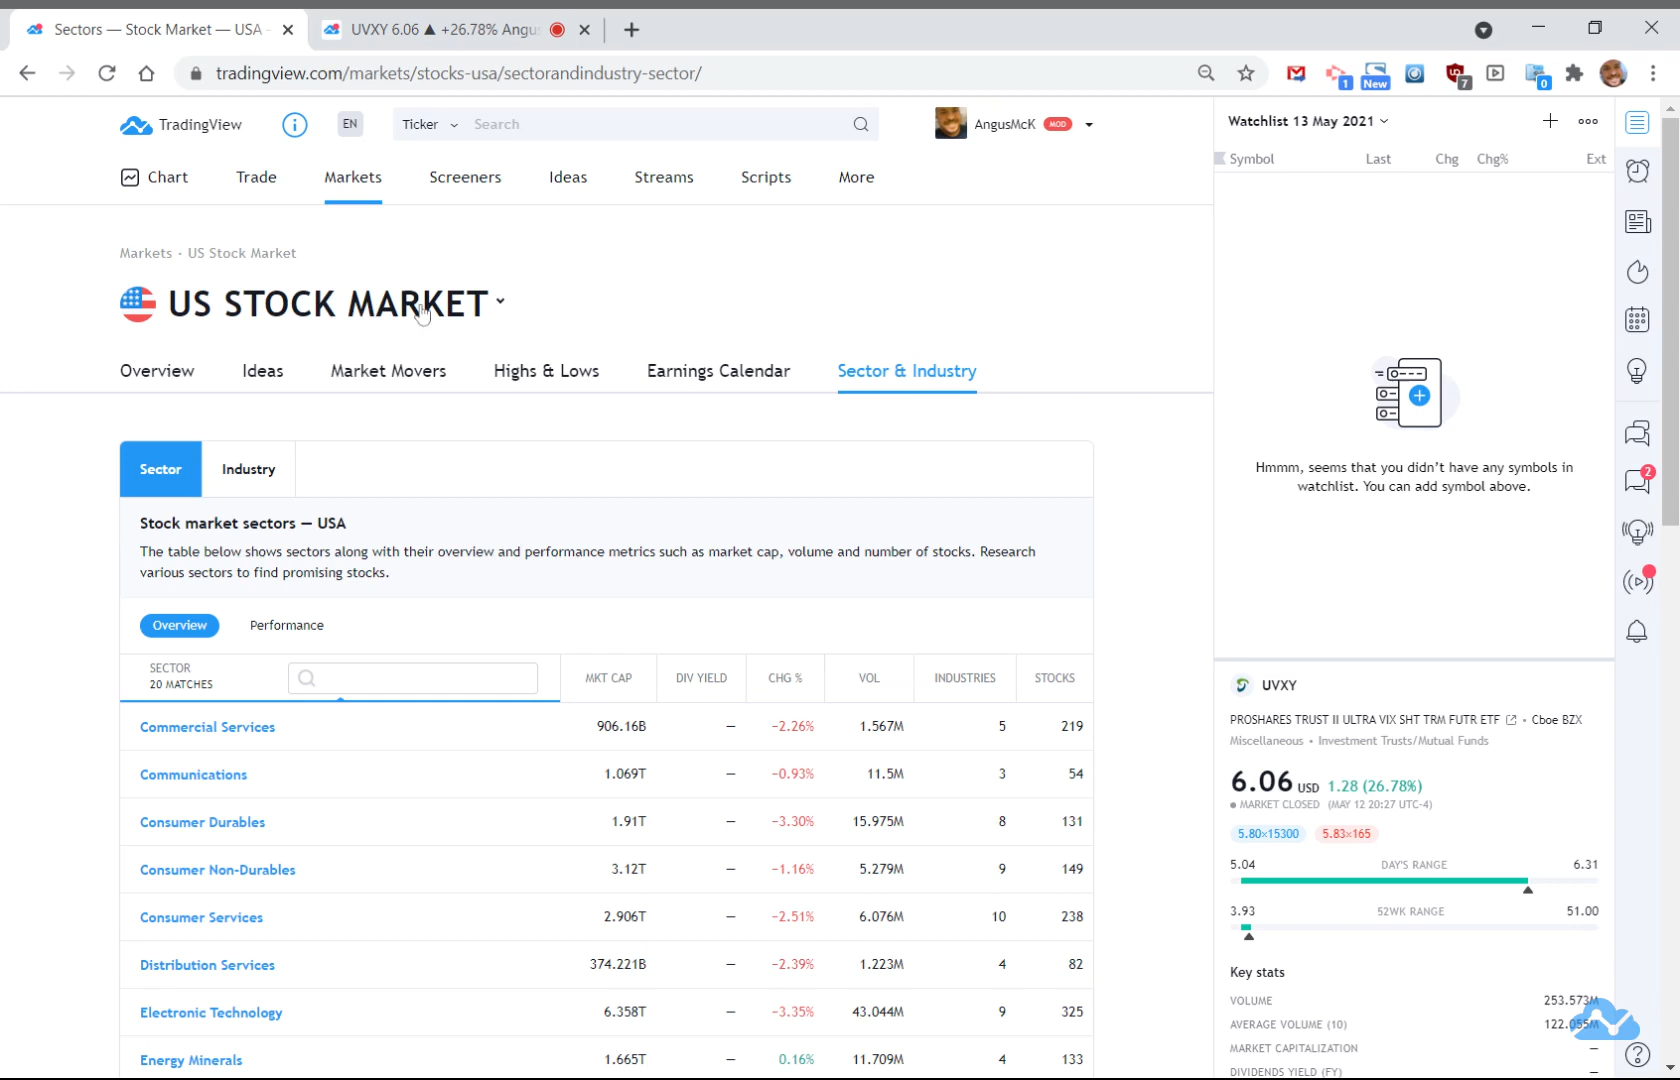 Sectors — Stock Market — USA -
UVXY 6.06 ▲ +26.78% Angus
tradingview.com/markets/stocks-usa/sectorandindustry-sector/
1
New
7
0
TradingView
EN
Ticker
Search
AngusMcK
MOD
Chart
Trade
Markets
Screeners
Ideas
Streams
Scripts
More
Markets · US Stock Market
US STOCK MARKET
Overview
Ideas
Market Movers
Highs & Lows
Earnings Calendar
Sector & Industry
Sector
Industry
Stock market sectors — USA
The table below shows sectors along with their overview and performance metrics such as market cap, volume and number of stocks. Research
various sectors to find promising stocks.
Overview
Performance
SECTOR
20 MATCHES
MKT CAP
DIV YIELD
CHG %
VOL
INDUSTRIES
STOCKS
Commercial Services 906.16B — −2.26% 1.567M 5 219
Communications 1.069T — −0.93% 11.5M 3 54
Consumer Durables 1.91T — −3.30% 15.975M 8 131
Consumer Non-Durables 3.12T — −1.16% 5.279M 9 149
Consumer Services 2.906T — −2.51% 6.076M 10 238
Distribution Services 374.221B — −2.39% 1.223M 4 82
Electronic Technology 6.358T — −3.35% 43.044M 9 325
Energy Minerals 1.665T — 0.16% 11.709M 4 133
Watchlist 13 May 2021
Symbol Last Chg Chg% Ext
Hmmm, seems that you didn't have any symbols in
watchlist. You can add symbol above.
2
UVXY
PROSHARES TRUST II ULTRA VIX SHT TRM FUTR ETF • Cboe BZX
Miscellaneous • Investment Trusts/Mutual Funds
6.06 USD 1.28 (26.78%)
● MARKET CLOSED (MAY 12 20:27 UTC-4)
5.80×15300 5.83×165
5.04 DAY'S RANGE 6.31
3.93 52WK RANGE 51.00
Key stats
VOLUME 253.573M
AVERAGE VOLUME (10) 122.055M
MARKET CAPITALIZATION —
DIVIDENDS YIELD (FY) —